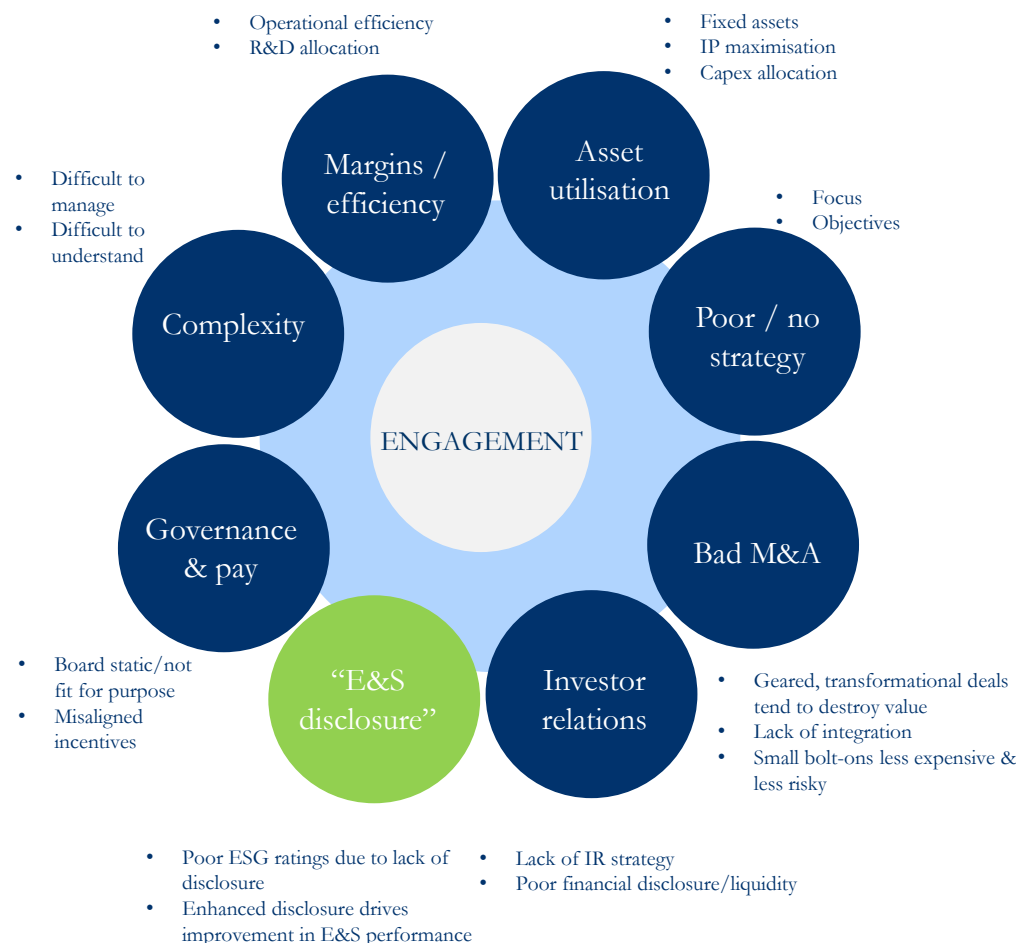 • Operational efficiency
• R&D allocation
• Fixed assets
• IP maximisation
• Capex allocation
Margins /
efficiency
Asset
utilisation
• Difficult to
manage
• Difficult to
understand
• Focus
• Objectives
Complexity
Poor / no
strategy
ENGAGEMENT
Governance
& pay
Bad M&A
• Board static/not
fit for purpose
• Misaligned
incentives
“E&S
disclosure”
Investor
relations
• Geared, transformational deals
tend to destroy value
• Lack of integration
• Small bolt-ons less expensive &
less risky
• Poor ESG ratings due to lack of
disclosure
• Enhanced disclosure drives
improvement in E&S performance
• Lack of IR strategy
• Poor financial disclosure/liquidity